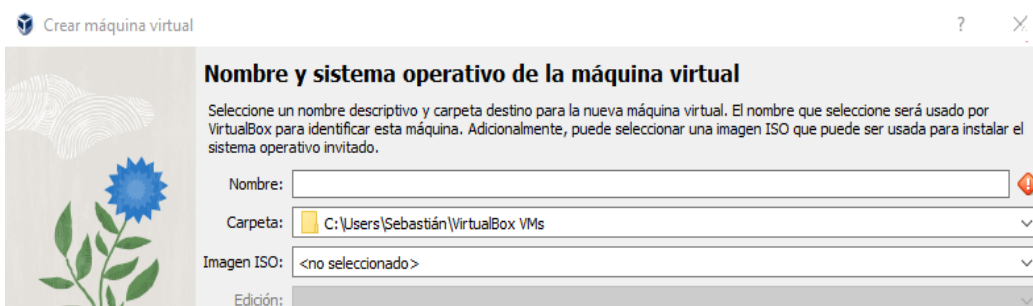 Crear máquina virtual
?
Nombre y sistema operativo de la máquina virtual
Seleccione un nombre descriptivo y carpeta destino para la nueva máquina virtual. El nombre que seleccione será usado por
VirtualBox para identificar esta máquina. Adicionalmente, puede seleccionar una imagen ISO que puede ser usada para instalar el
sistema operativo invitado.
Nombre:
Carpeta: C:\Users\Sebastián\VirtualBox VMs
Imagen ISO: <no seleccionado>
Edición: